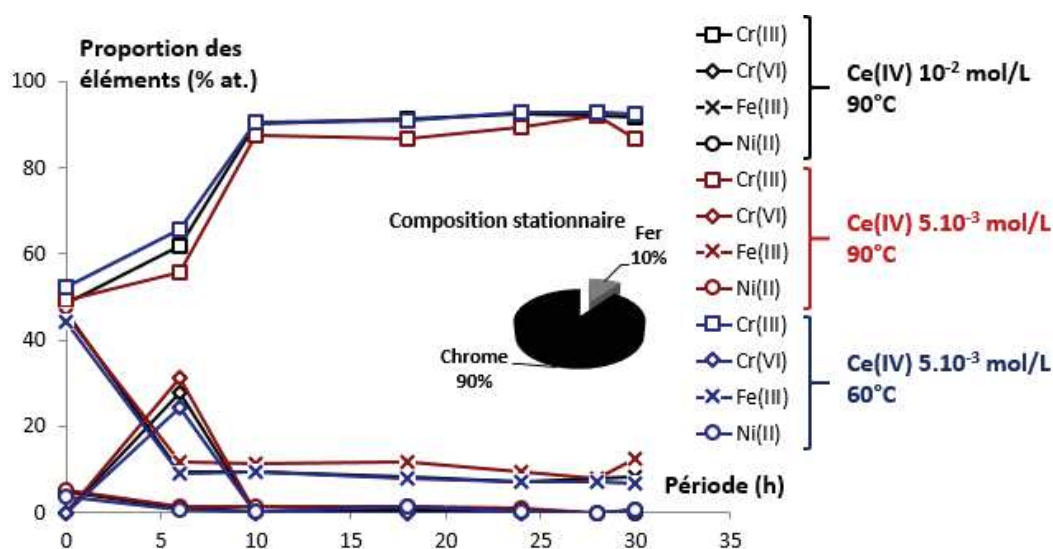 Proportion des
éléments (% at.)
100
80
60
40
20
0
0
5
10
15
20
25
30
35
Période (h)
Composition stationnaire
Fer
10%
Chrome
90%
Cr(III)
Cr(VI)
Fe(III)
Ni(II)
Ce(IV) 10⁻² mol/L
90°C
Cr(III)
Cr(VI)
Fe(III)
Ni(II)
Ce(IV) 5.10⁻³ mol/L
90°C
Cr(III)
Cr(VI)
Fe(III)
Ni(II)
Ce(IV) 5.10⁻³ mol/L
60°C